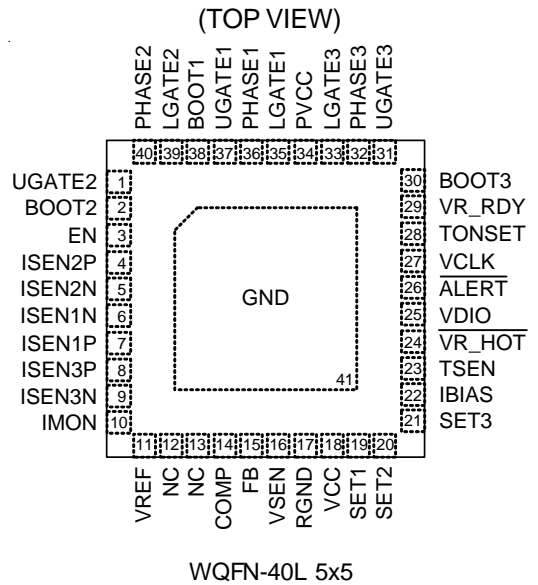 (TOP VIEW)
PHASE2
LGATE2
BOOT1
UGATE1
PHASE1
LGATE1
PVCC
LGATE3
PHASE3
UGATE3
40 39 38 37 36 35 34 33 32 31
UGATE2 1
BOOT2 2
EN 3
ISEN2P 4
ISEN2N 5
ISEN1N 6
ISEN1P 7
ISEN3P 8
ISEN3N 9
IMON 10
GND
41
30 BOOT3
29 VR_RDY
28 TONSET
27 VCLK
26 ALERT
25 VDIO
24 VR_HOT
23 TSEN
22 IBIAS
21 SET3
11 12 13 14 15 16 17 18 19 20
VREF
NC
NC
COMP
FB
VSEN
RGND
VCC
SET1
SET2
WQFN-40L 5x5